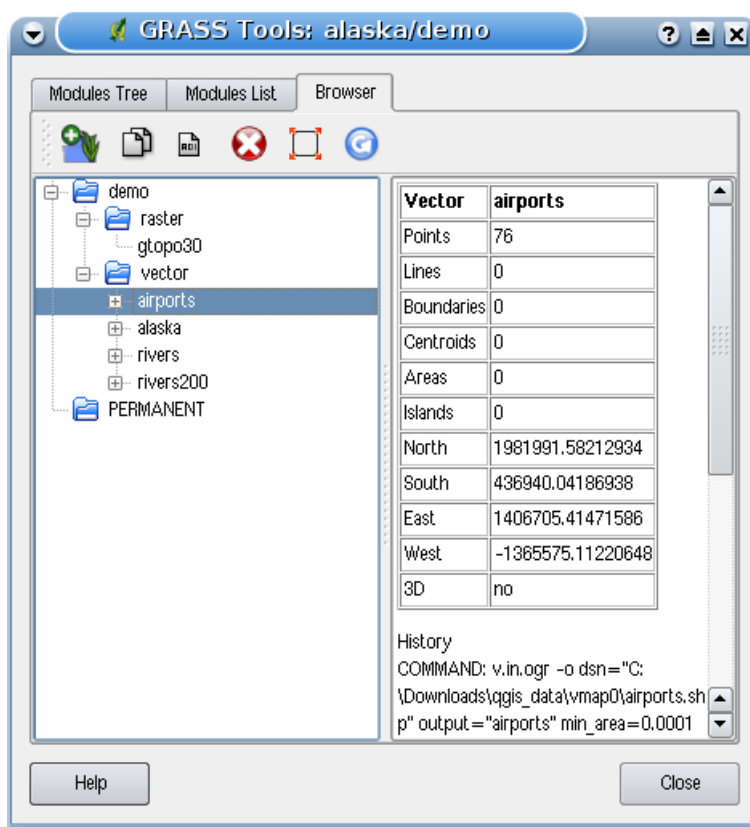 GRASS Tools: alaska/demo
Modules Tree
Modules List
Browser
demo
raster
gtopo30
vector
airports
alaska
rivers
rivers200
PERMANENT
Vector airports
Points 76
Lines 0
Boundaries 0
Centroids 0
Areas 0
Islands 0
North 1981991.58212934
South 436940.04186938
East 1406705.41471586
West -1365575.11220648
3D no
History
COMMAND: v.in.ogr -o dsn="C:
\Downloads\qgis_data\vmap0\airports.sh
p" output="airports" min_area=0.0001
Help
Close